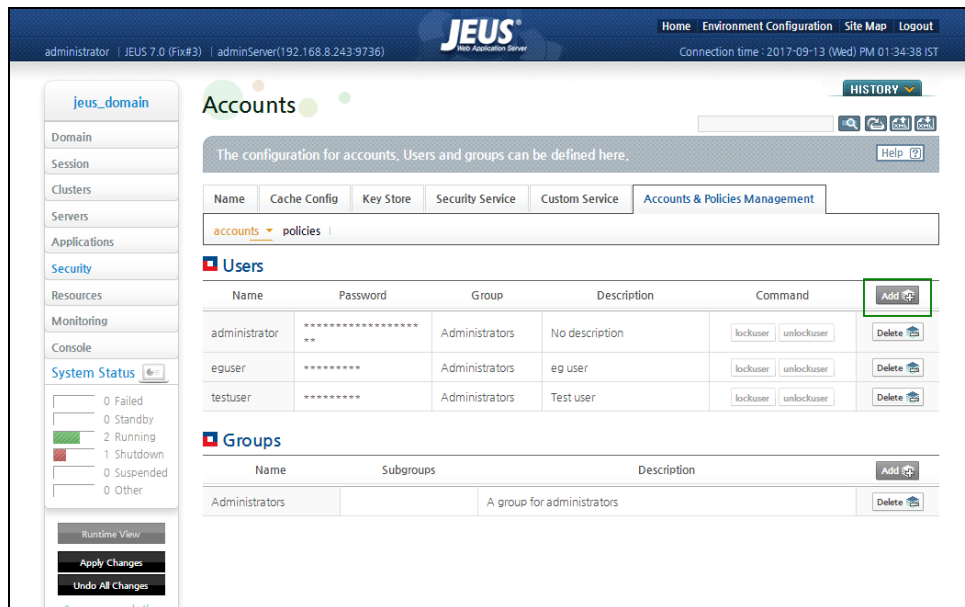 JEUS
Web Application Server
Home Environment Configuration Site Map Logout
administrator | JEUS 7.0 (Fix#3) | adminServer(192.168.8.243:9736)
Connection time : 2017-09-13 (Wed) PM 01:34:38 IST
HISTORY
jeus_domain
Domain
Session
Clusters
Servers
Applications
Security
Resources
Monitoring
Console
System Status
0 Failed
0 Standby
2 Running
1 Shutdown
0 Suspended
0 Other
Runtime View
Apply Changes
Undo All Changes
Accounts
XML XML
The configuration for accounts, Users and groups can be defined here.
Help ?
Name Cache Config Key Store Security Service Custom Service Accounts & Policies Management
accounts policies |
Users
Name Password Group Description Command Add
administrator ****************** Administrators No description lockuser unlockuser Delete
**
eguser ********* Administrators eg user lockuser unlockuser Delete
testuser ********* Administrators Test user lockuser unlockuser Delete
Groups
Name Subgroups Description Add
Administrators A group for administrators Delete